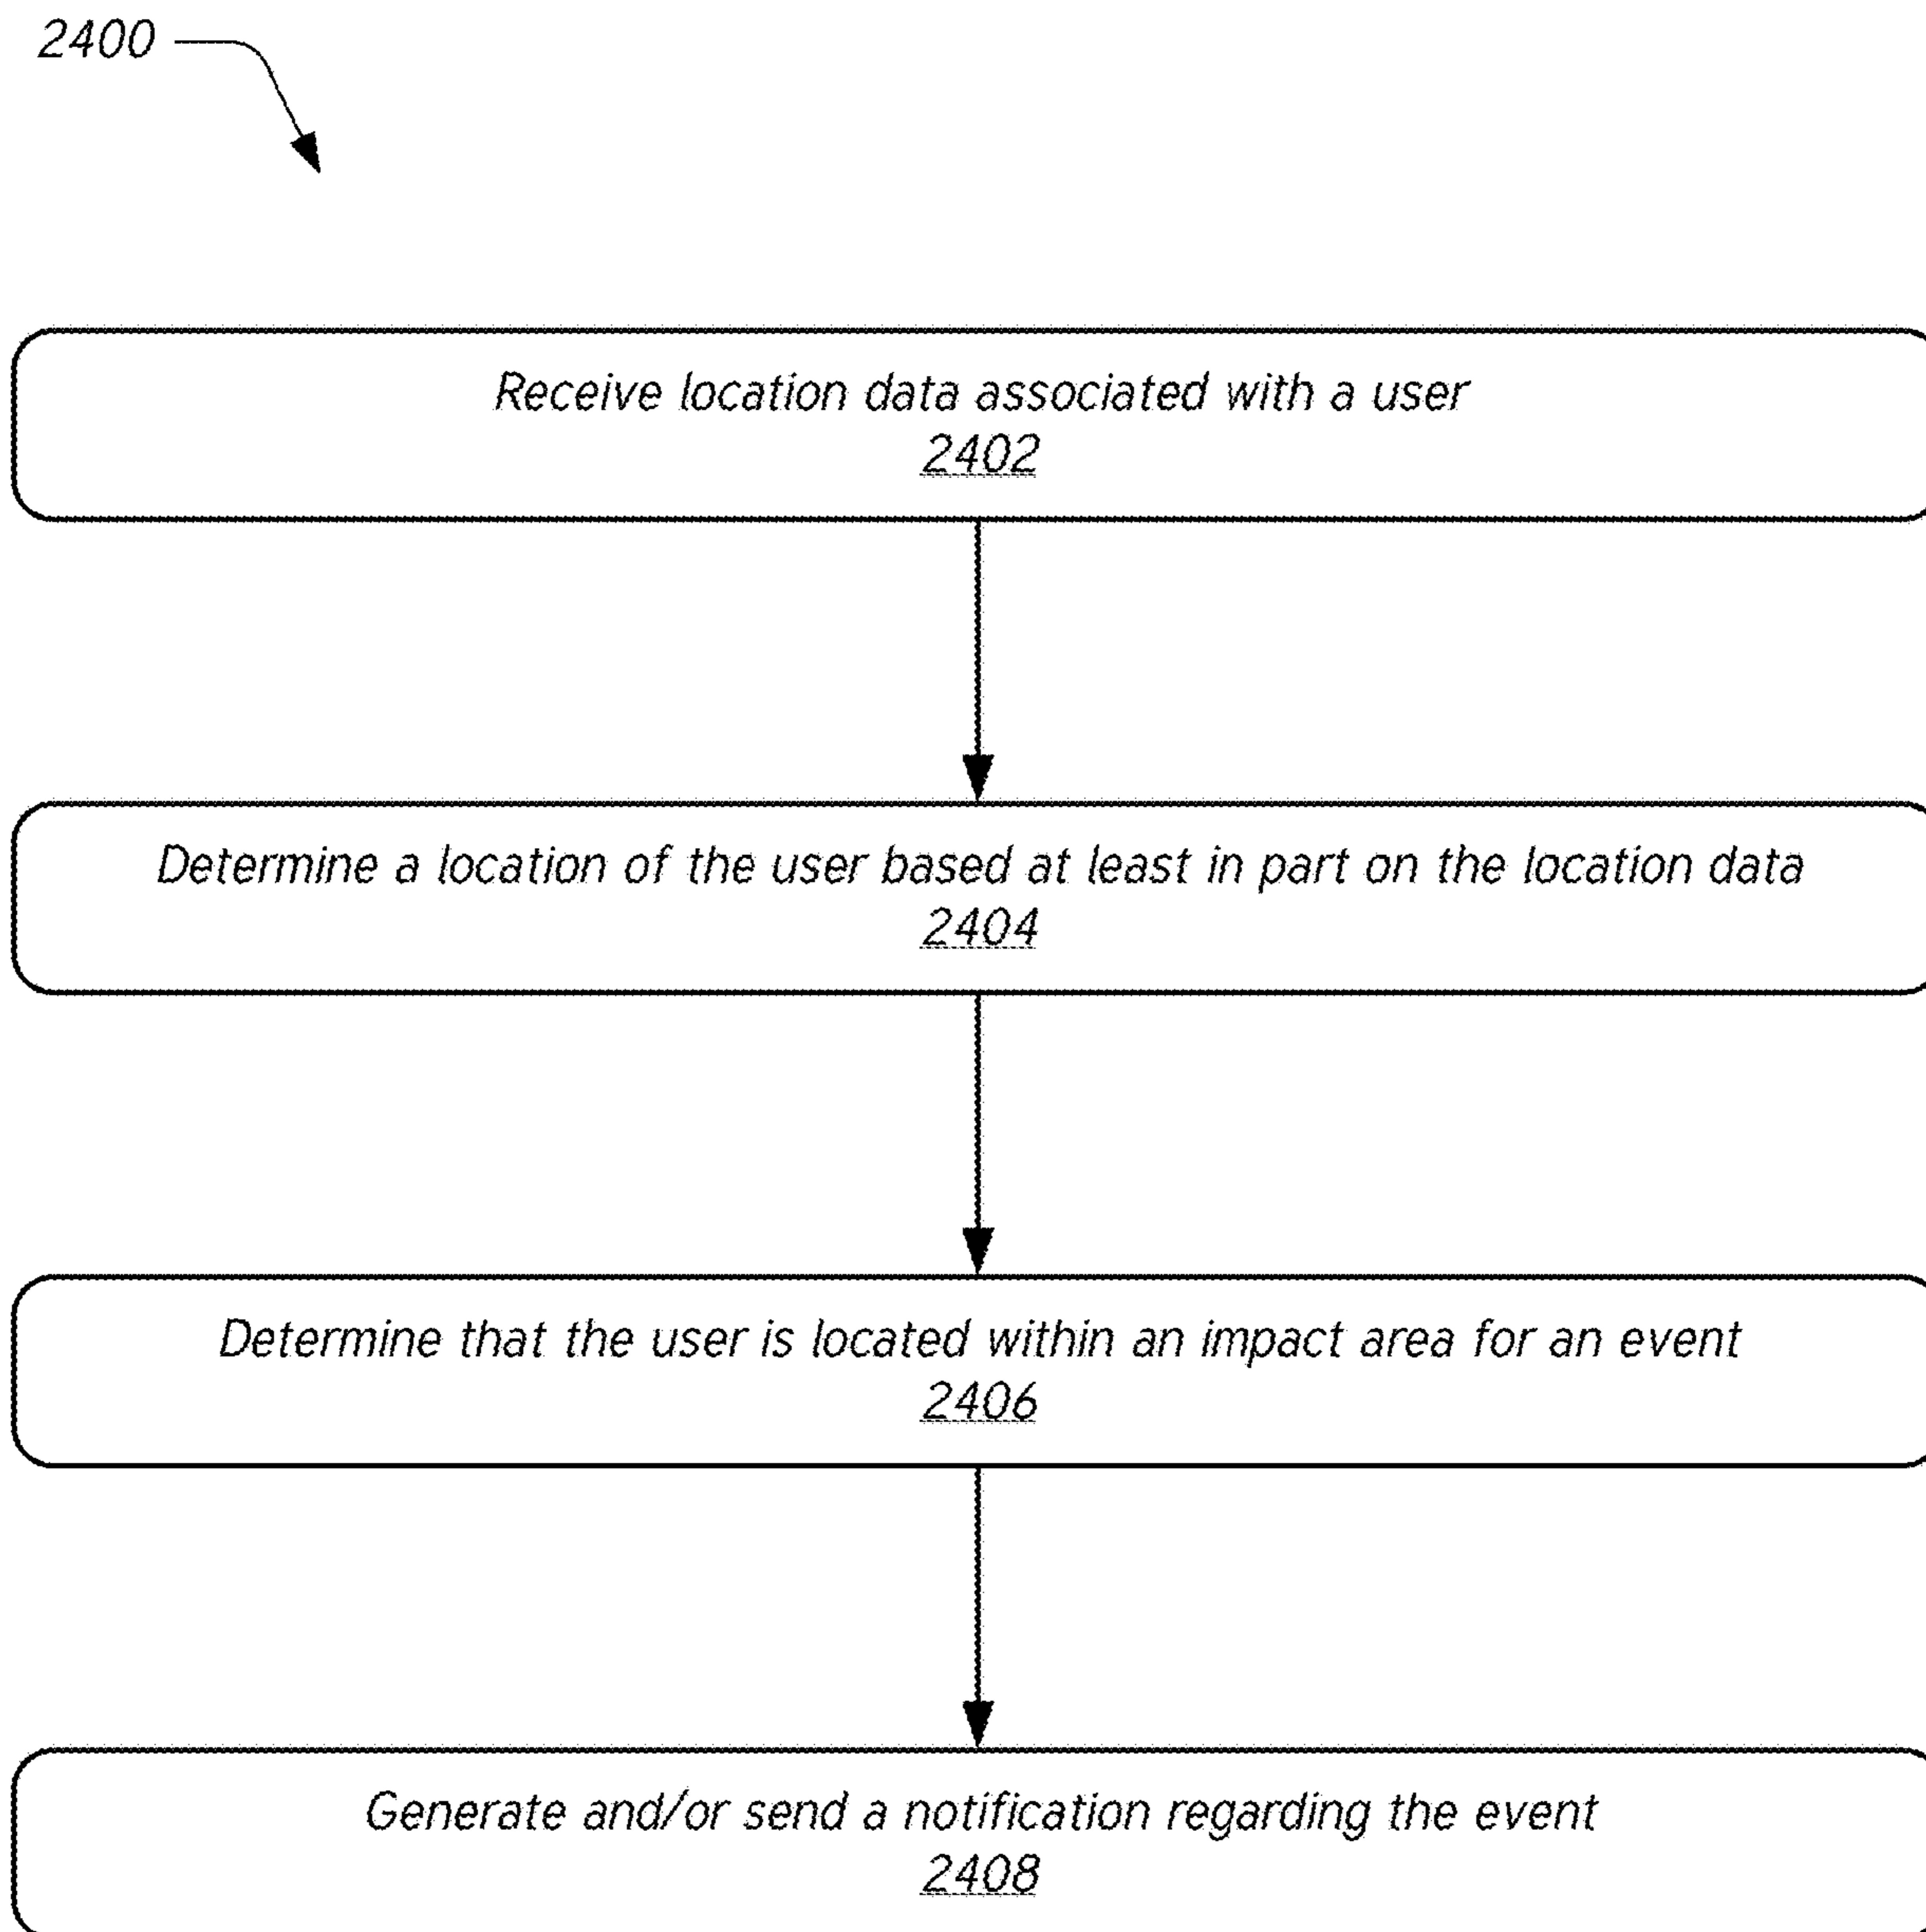 2400
Receive location data associated with a user
2402
Determine a location of the user based at least in part on the location data
2404
Determine that the user is located within an impact area for an event
2406
Generate and/or send a notification regarding the event
2408